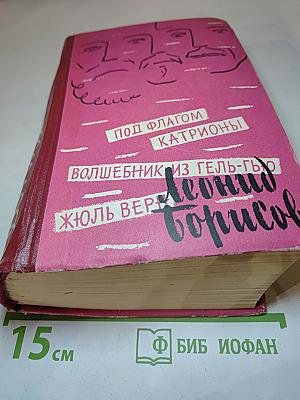 ПОД ФЛАГОМ
КАТРИОНЫ
ВОЛШЕБНИК ИЗ ГЕЛЬ-ГЬЮ
ЖЮЛЬ ВЕРН
Леонид
Борисов
15 см
Ф БИБ ИОФАН